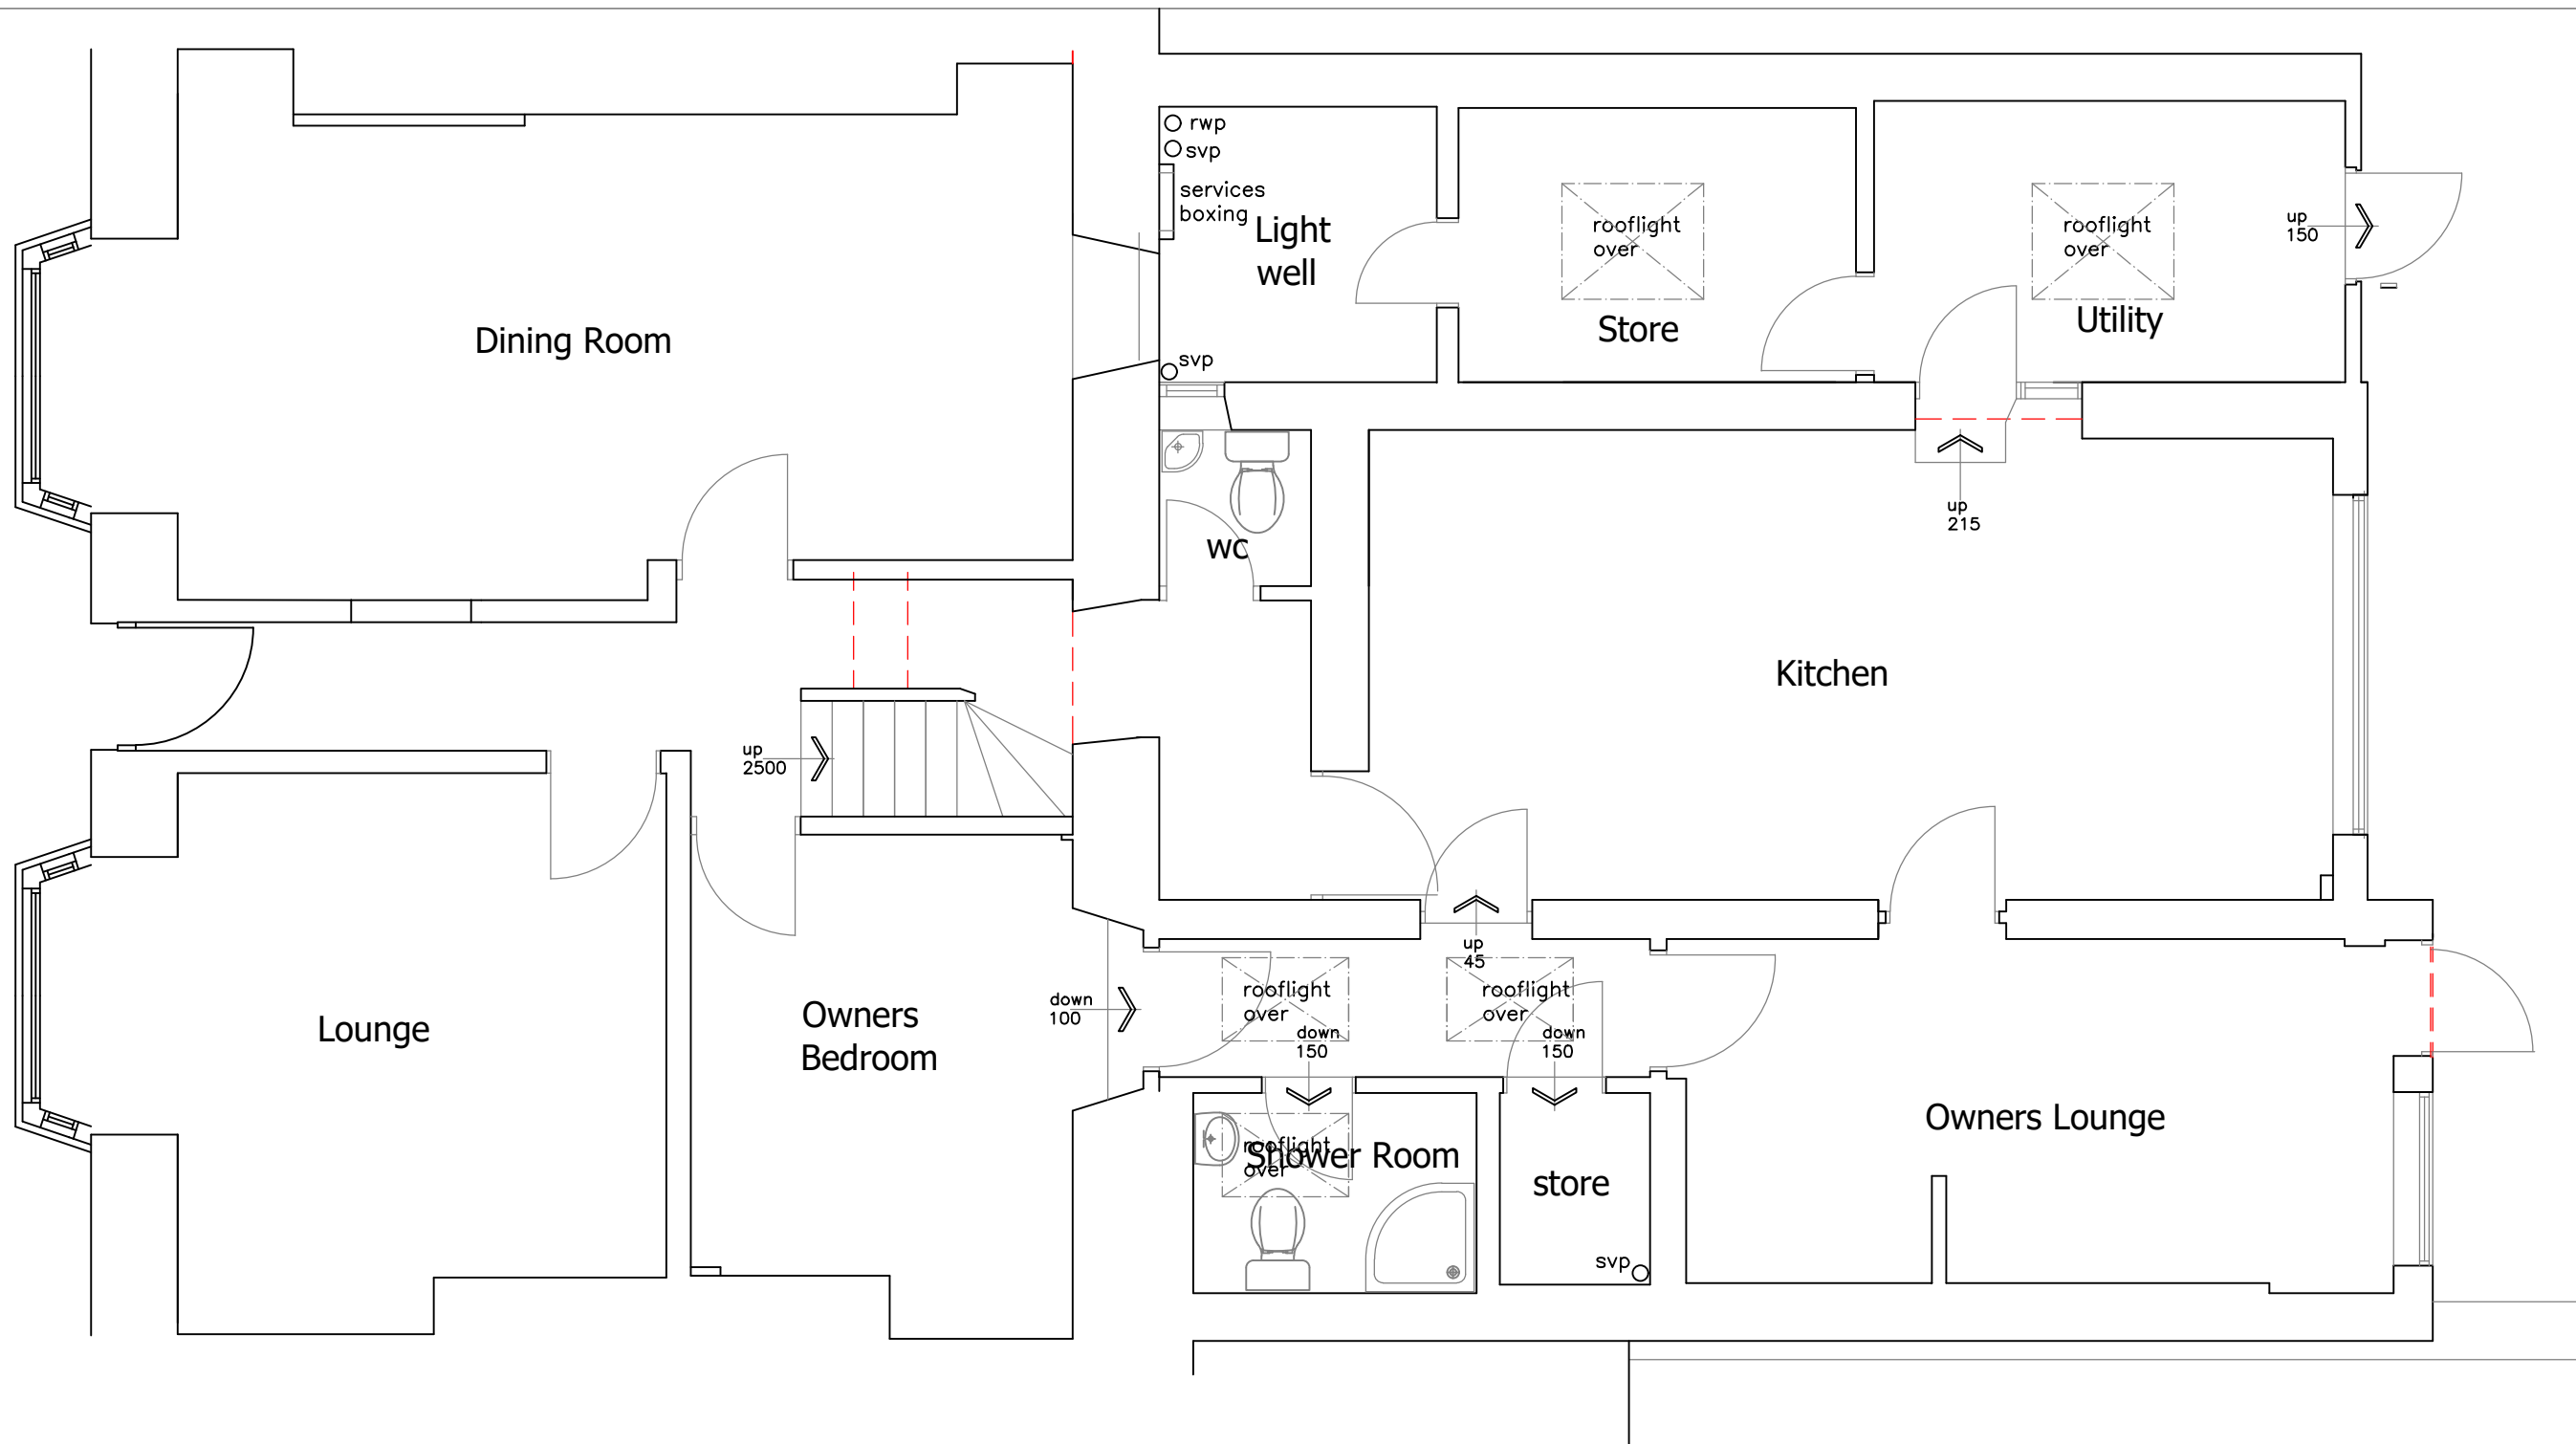 rwp
svp
services
boxing
Light
well
svp
rooflight
over
Store
rooflight
over
Utility
up
150
Dining Room
wc
up
215
Kitchen
up
2500
Lounge
Owners
Bedroom
down
100
rooflight
over
down
150
up
45
rooflight
over
down
150
rooflight
over
Shower Room
store
svp
Owners Lounge